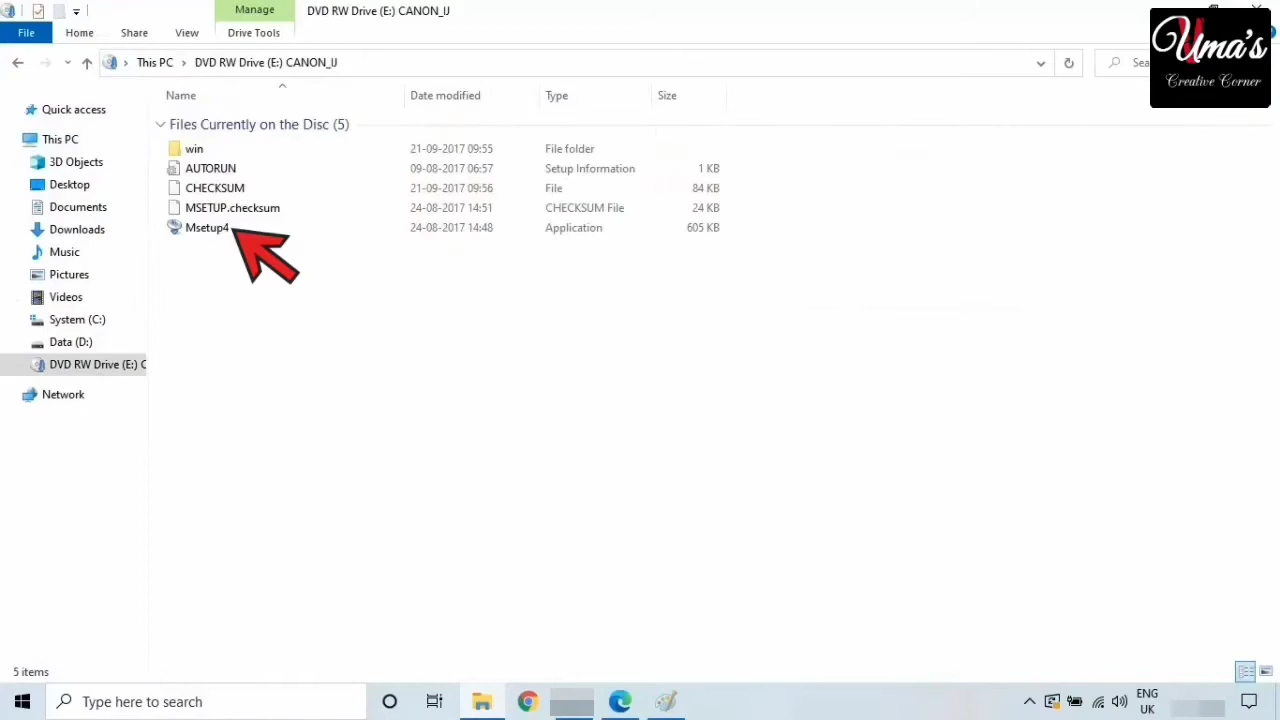 Manage
DVD RW Drive (E:) CANON_IJ
File
Home
Share
View
Drive Tools
Uma's
Creative Corner
This PC
DVD RW Drive (E:) CANON_IJ
Sea
Name
Date modified
Type
Size
Files Currently on the Disc (5)
win
21-09-2017 09:55
File folder
AUTORUN
09-08-2017 06:57
Setup Information
1 KB
CHECKSUM
21-09-2017 09:56
File
84 KB
MSETUP.checksum
24-08-2017 14:51
CHECKSUM File
24 KB
Msetup4
24-08-2017 14:48
Application
605 KB
Quick access
This PC
3D Objects
Desktop
Documents
Downloads
Music
Pictures
Videos
System (C:)
Data (D:)
DVD RW Drive (E:) C
Network
5 items
Type here to search
ENG
UK